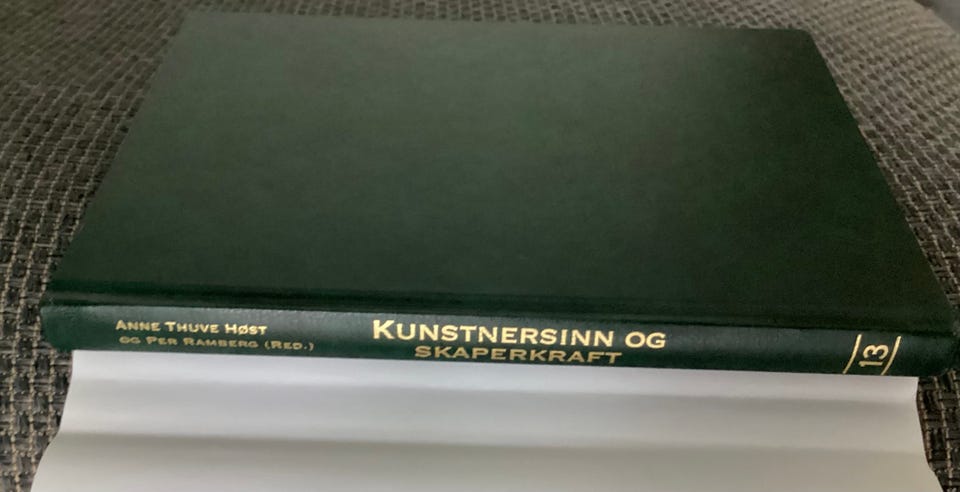 Anne Thuve Høst
og Per Ramberg (Red.)
Kunstnersinn og
skaperkraft
13